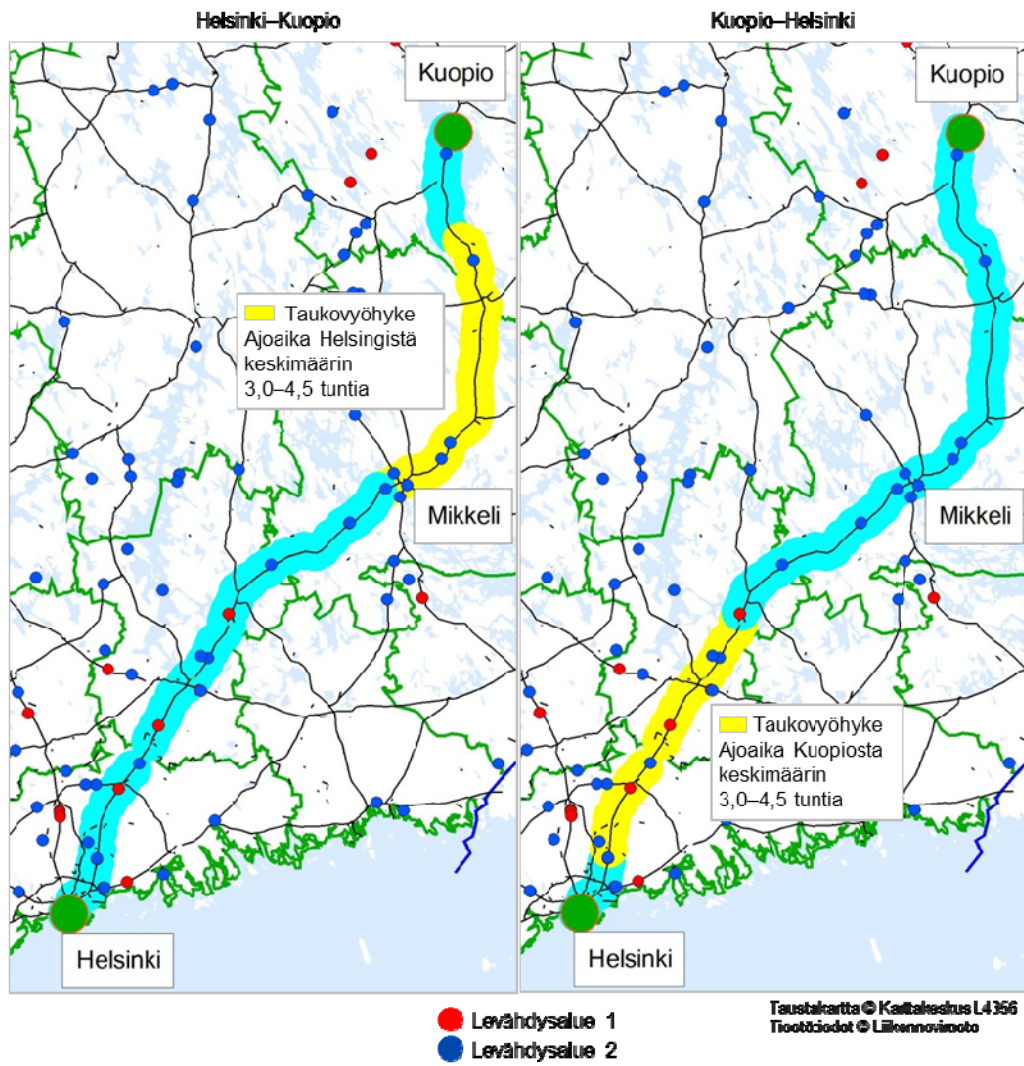 Helsinki–Kuopio
Kuopio
Taukovyöhyke
Ajoaika Helsingistä
keskimäärin
3,0–4,5 tuntia
Mikkeli
Helsinki
Kuopio–Helsinki
Kuopio
Mikkeli
Taukovyöhyke
Ajoaika Kuopiosta
keskimäärin
3,0–4,5 tuntia
Helsinki
Levähdysalue 1
Levähdysalue 2
Taustakartta © Karttakeskus L4356
Tiestötiedot © Liikennevirasto